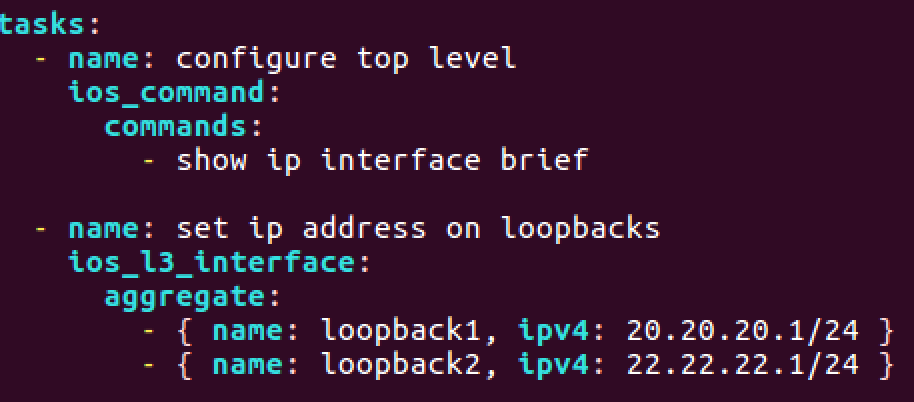 tasks:
  - name: configure top level
    ios_command:
      commands:
        - show ip interface brief

  - name: set ip address on loopbacks
    ios_l3_interface:
      aggregate:
        - { name: loopback1, ipv4: 20.20.20.1/24 }
        - { name: loopback2, ipv4: 22.22.22.1/24 }